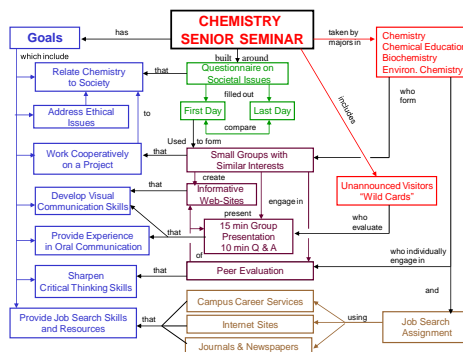 CHEMISTRY
SENIOR SEMINAR
Goals
has
taken by
majors in
Chemistry
Chemical Education
Biochemistry
Environ. Chemistry
which include
built around
Questionnaire on
Societal Issues
Relate Chemistry
to Society
that
filled out
who
form
First Day
Last Day
Address Ethical
Issues
compare
includes
to
Used to form
Work Cooperatively
on a Project
that
Small Groups with
Similar Interests
create
Unannounced Visitors
"Wild Cards"
Develop Visual
Communication Skills
that
Informative
Web-Sites
engage in
present
who
evaluate
Provide Experience
in Oral Communication
that
15 min Group
Presentation
10 min Q & A
of
who individually
engage in
Sharpen
Critical Thinking Skills
that
Peer Evaluation
and
Campus Career Services
Provide Job Search Skills
and Resources
that
Internet Sites
using
Job Search
Assignment
Journals & Newspapers